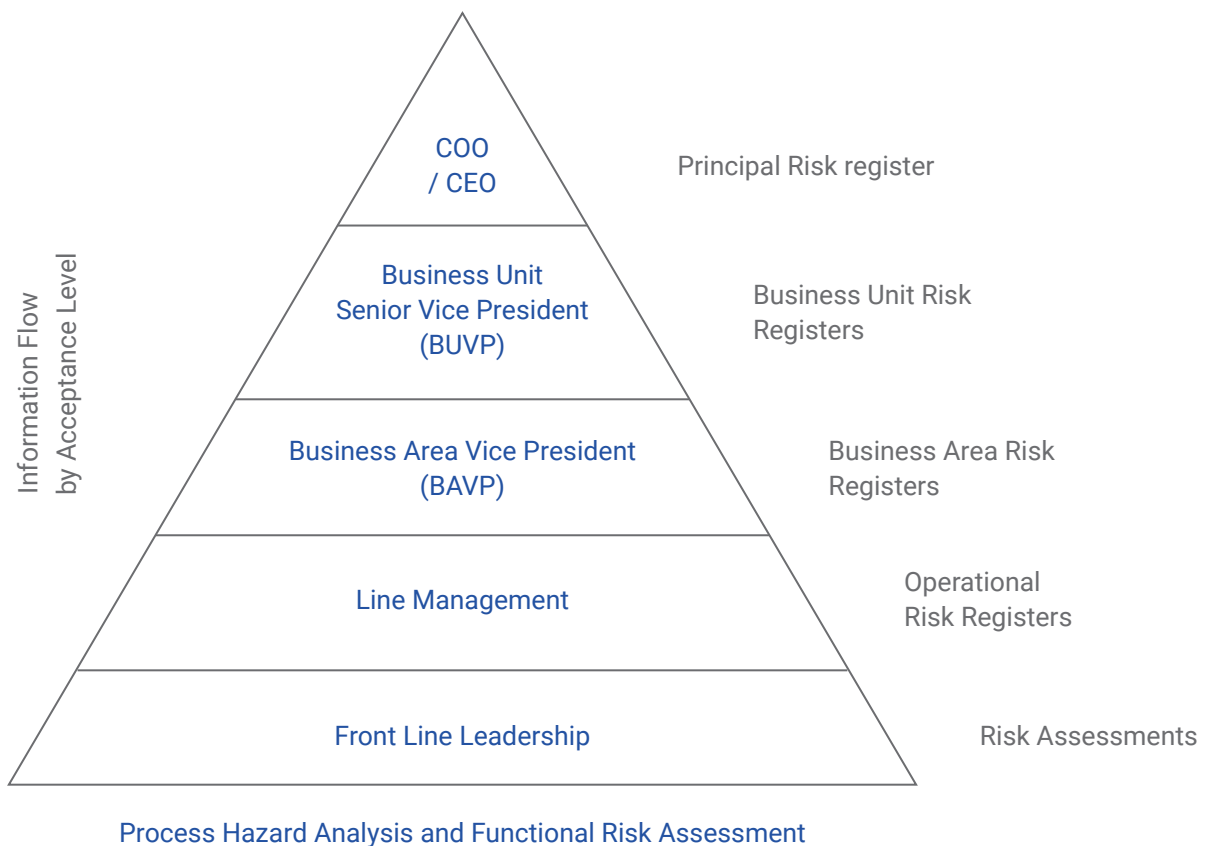 COO
/ CEO
Principal Risk register
Business Unit
Senior Vice President
(BUVP)
Business Unit Risk
Registers
Information Flow
by Acceptance Level
Business Area Vice President
(BAVP)
Business Area Risk
Registers
Line Management
Operational
Risk Registers
Front Line Leadership
Risk Assessments
Process Hazard Analysis and Functional Risk Assessment